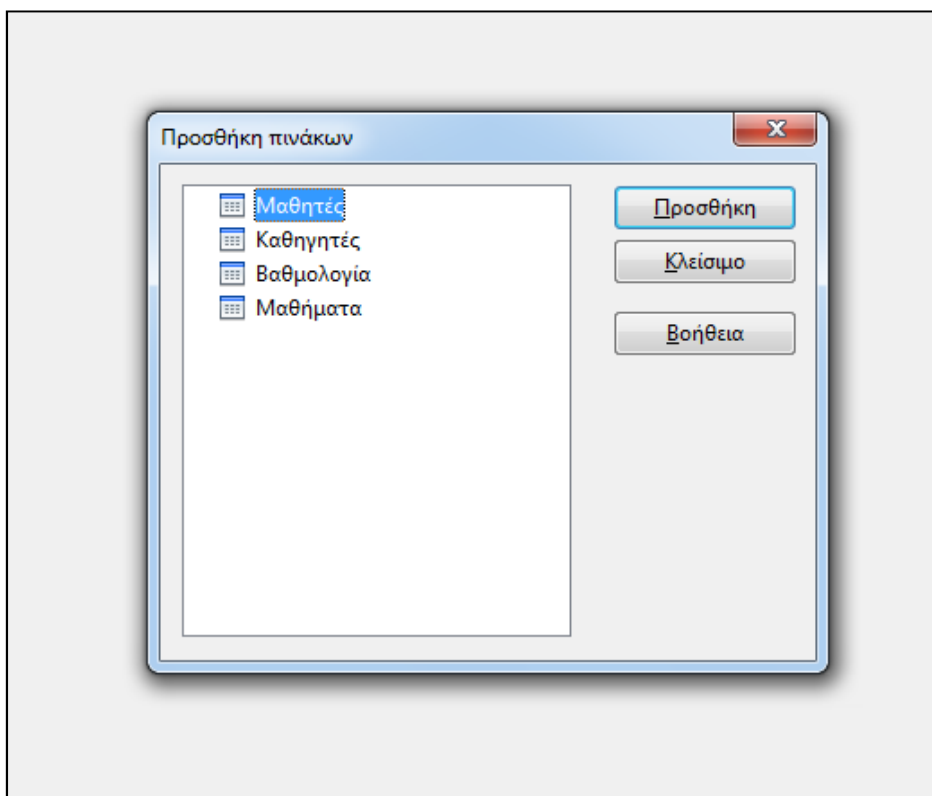 Προσθήκη πινάκων
Μαθητές
Καθηγητές
Βαθμολογία
Μαθήματα
Προσθήκη
Κλείσιμο
Βοήθεια